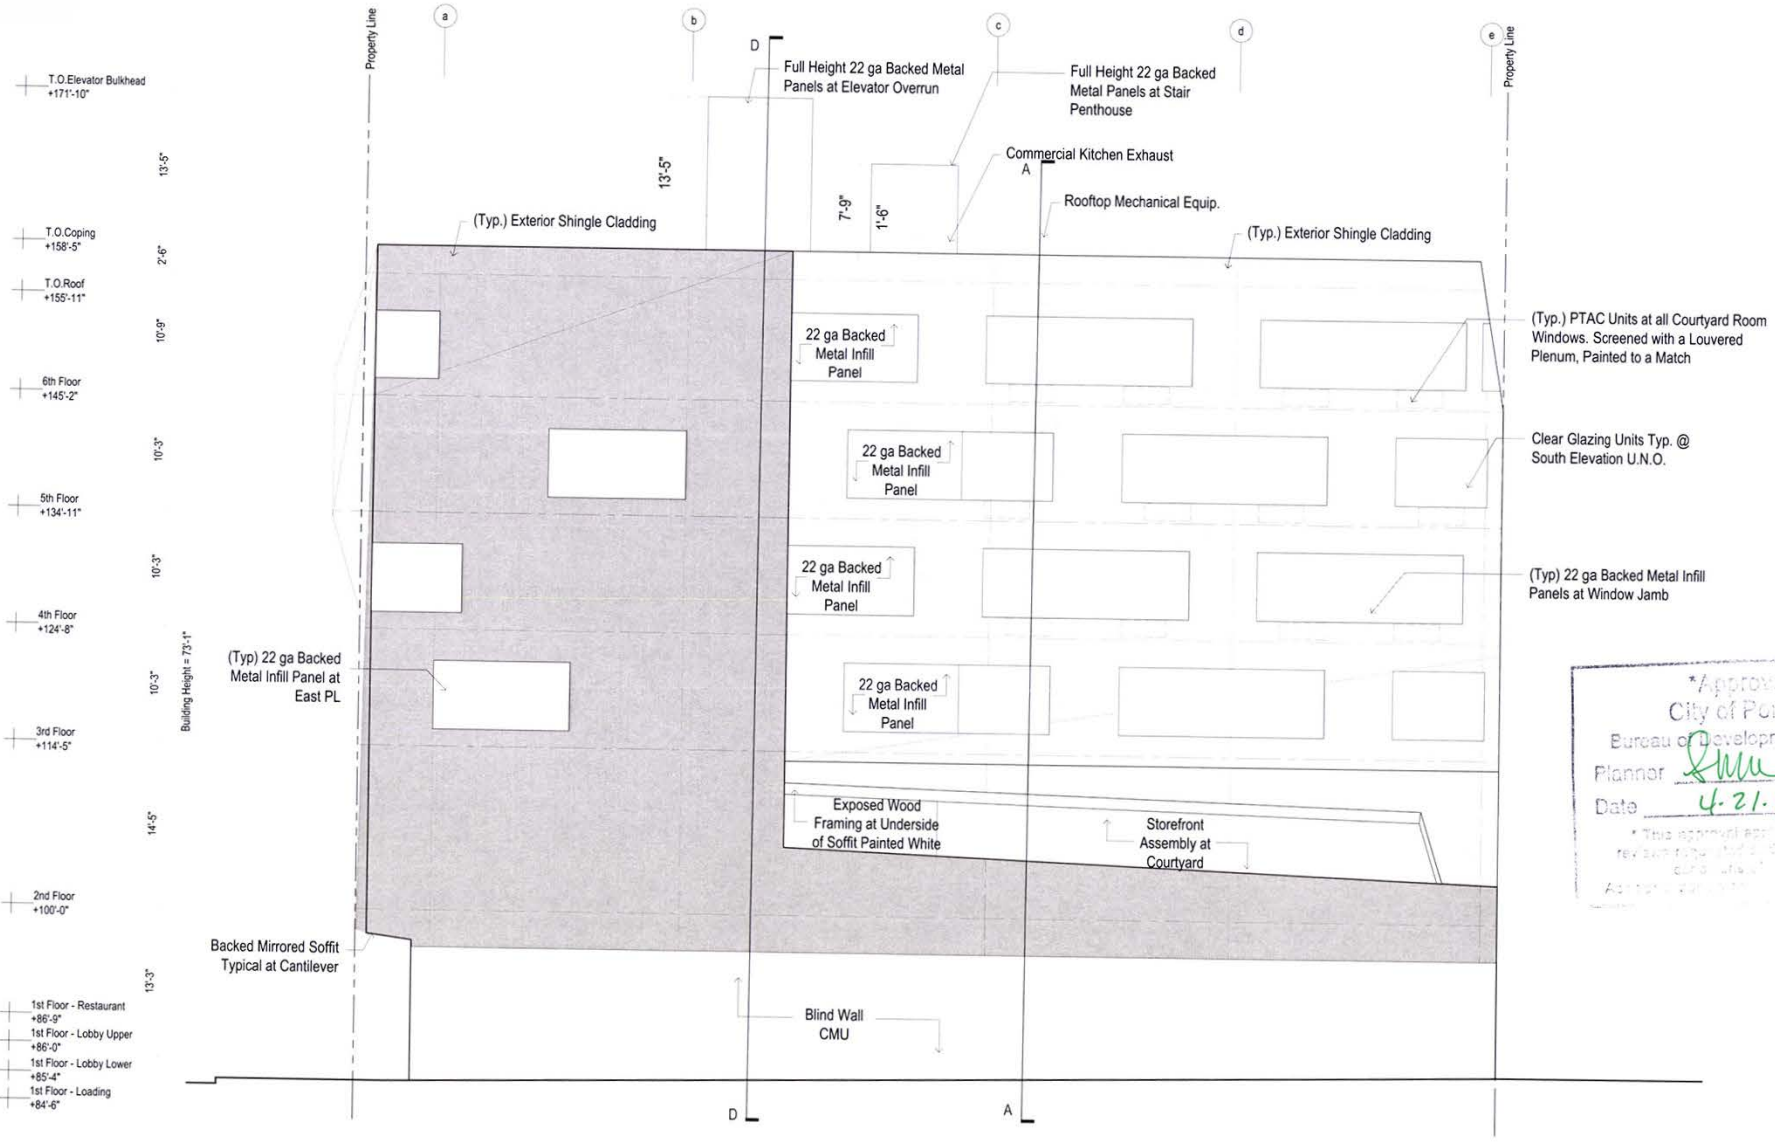 a
b
c
d
e
Property Line
Property Line
D
T.O.Elevator Bulkhead
+171'-10"
Full Height 22 ga Backed Metal
Panels at Elevator Overrun
Full Height 22 ga Backed
Metal Panels at Stair
Penthouse
13'-5"
13'-5"
Commercial Kitchen Exhaust
A
7'-9"
1'-6"
Rooftop Mechanical Equip.
(Typ.) Exterior Shingle Cladding
(Typ.) Exterior Shingle Cladding
T.O.Coping
+158'-5"
2'-6"
T.O.Roof
+155'-11"
10'-9"
22 ga Backed
Metal Infill
Panel
(Typ.) PTAC Units at all Courtyard Room
Windows. Screened with a Louvered
Plenum, Painted to a Match
6th Floor
+145'-2"
10'-3"
22 ga Backed
Metal Infill
Panel
Clear Glazing Units Typ. @
South Elevation U.N.O.
5th Floor
+134'-11"
10'-3"
22 ga Backed
Metal Infill
Panel
(Typ) 22 ga Backed Metal Infill
Panels at Window Jamb
4th Floor
+124'-8"
Building Height = 73'-1"
10'-3"
(Typ) 22 ga Backed
Metal Infill Panel at
East PL
22 ga Backed
Metal Infill
Panel
3rd Floor
+114'-5"
14'-5"
Exposed Wood
Framing at Underside
of Soffit Painted White
Storefront
Assembly at
Courtyard
*Approv
City of Po
Bureau of Developm
Planner
Date 4.21.
* This approval
2nd Floor
+100'-0"
Backed Mirrored Soffit
Typical at Cantilever
13'-3"
Blind Wall
CMU
1st Floor - Restaurant
+86'-9"
1st Floor - Lobby Upper
+86'-0"
1st Floor - Lobby Lower
+85'-4"
1st Floor - Loading
+84'-6"
D
A